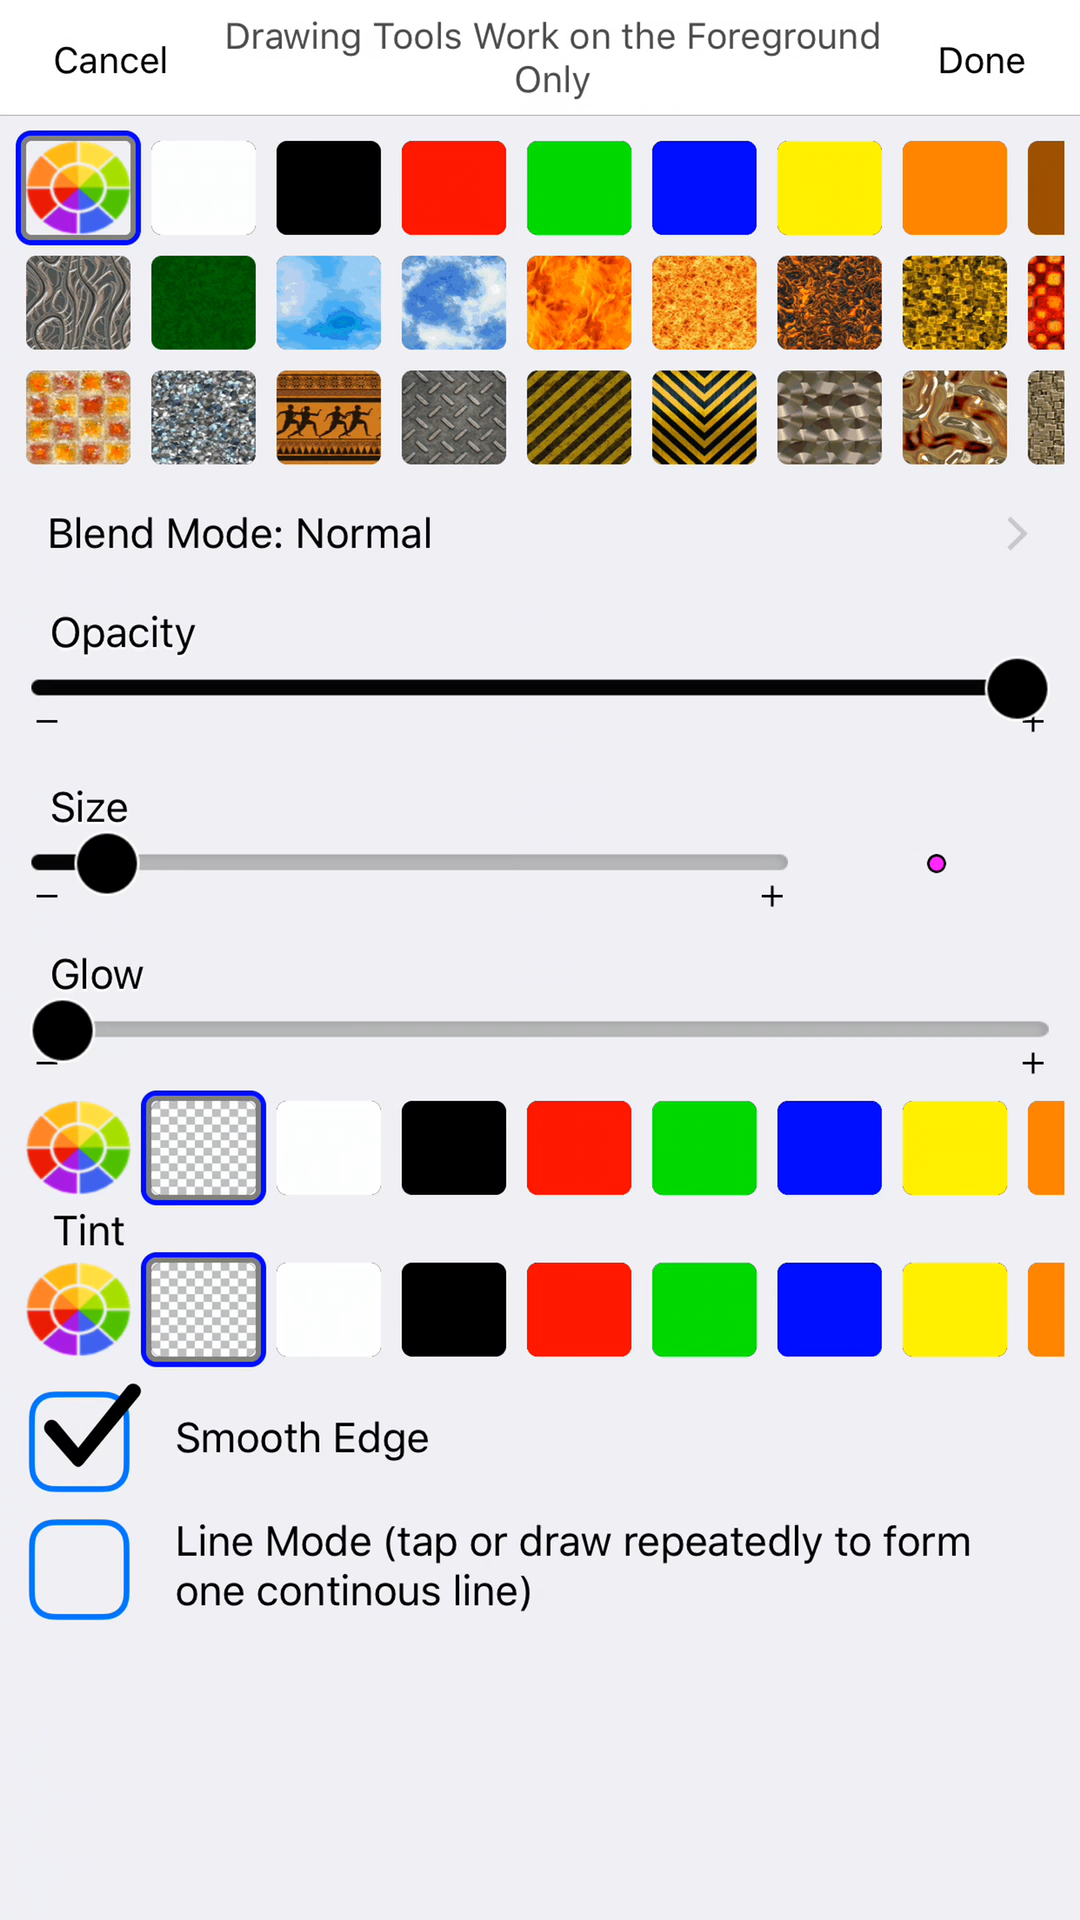 Cancel
Drawing Tools Work on the Foreground
Only
Done
Blend Mode: Normal
Opacity
− +
Size
− +
Glow
− +
Tint
Smooth Edge
Line Mode (tap or draw repeatedly to form
one continous line)